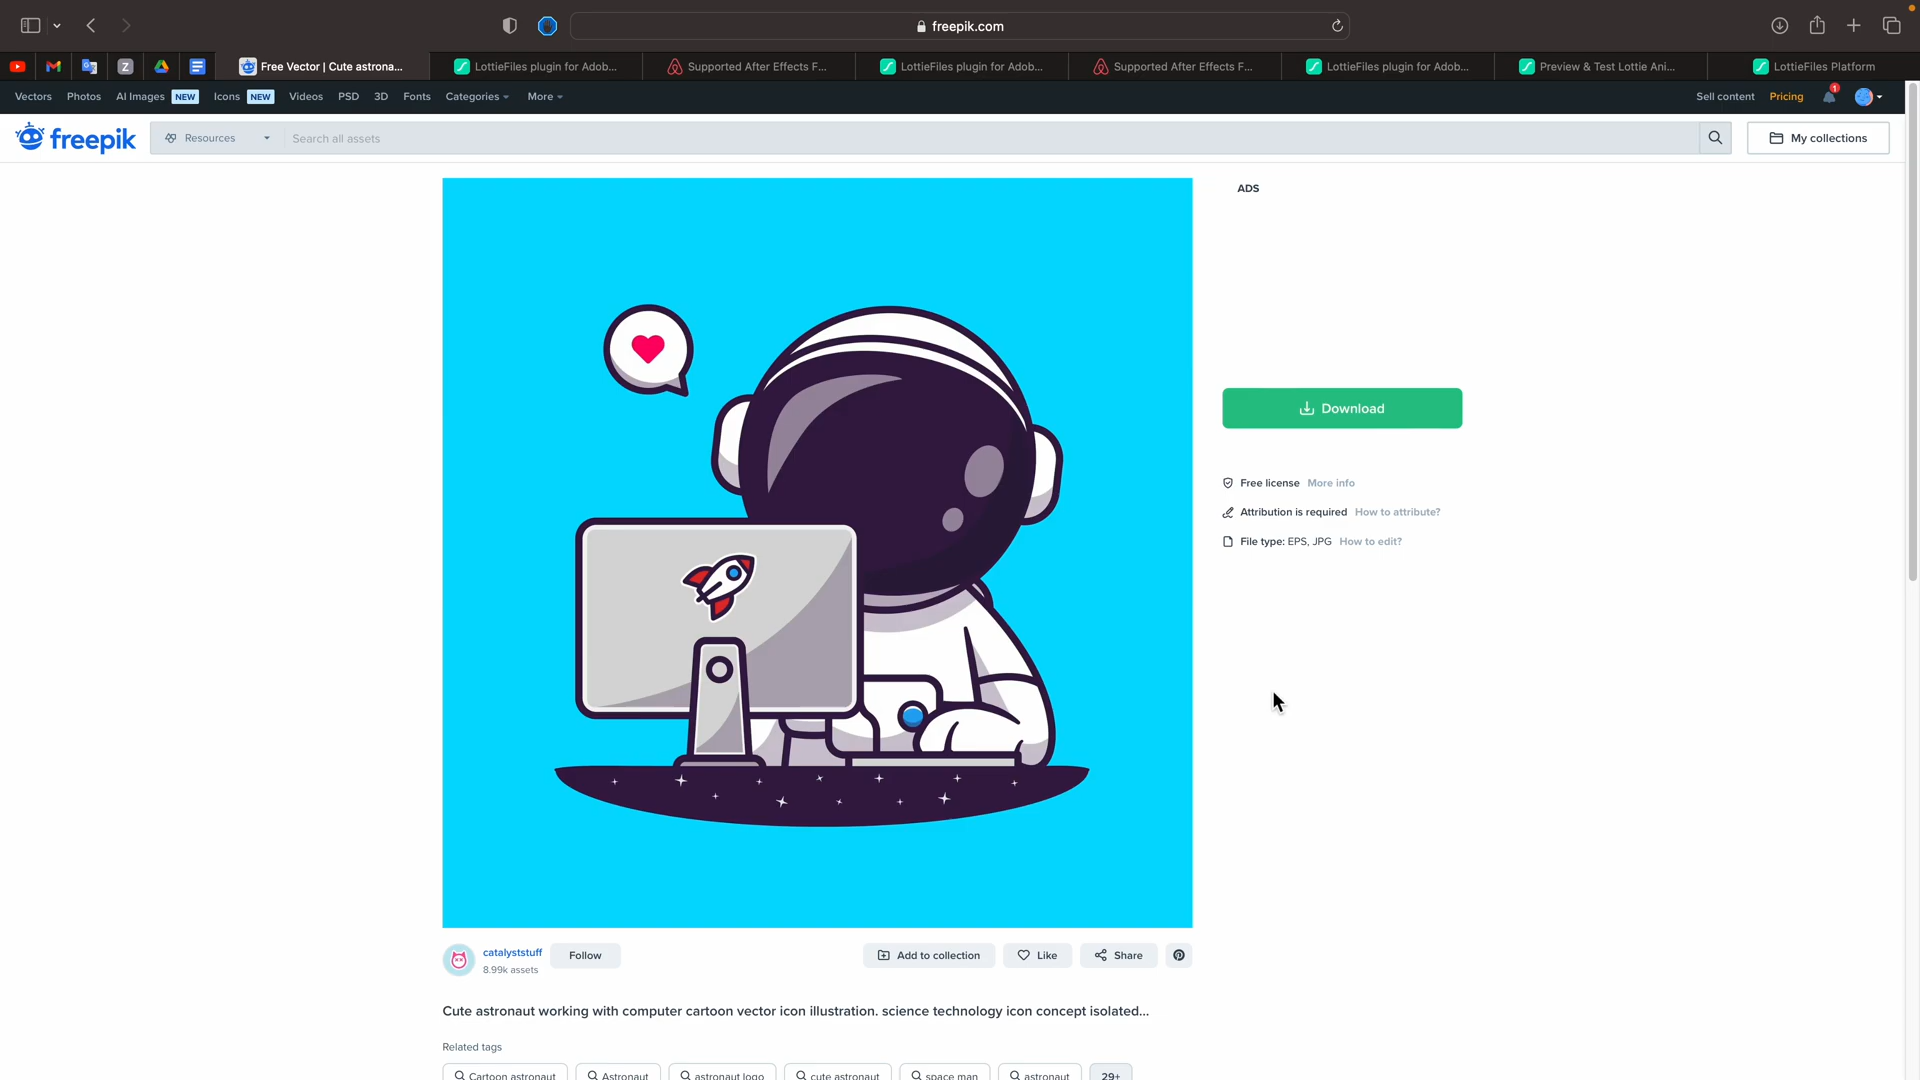 freepik.com
Z
Free Vector | Cute astrona...
LottieFiles plugin for Adob...
Supported After Effects F...
LottieFiles plugin for Adob...
Supported After Effects F...
LottieFiles plugin for Adob...
Preview & Test Lottie Ani...
LottieFiles Platform
Vectors Photos AI Images NEW Icons NEW Videos PSD 3D Fonts Categories More
Sell content Pricing 1
freepik
Resources
Search all assets
My collections
ADS
Download
Free license More info
Attribution is required How to attribute?
File type: EPS, JPG How to edit?
catalyststuff
8.99k assets
Follow
Add to collection
Like
Share
Cute astronaut working with computer cartoon vector icon illustration. science technology icon concept isolated...
Related tags
Cartoon astronaut
Astronaut
astronaut logo
cute astronaut
space man
astronaut
29+